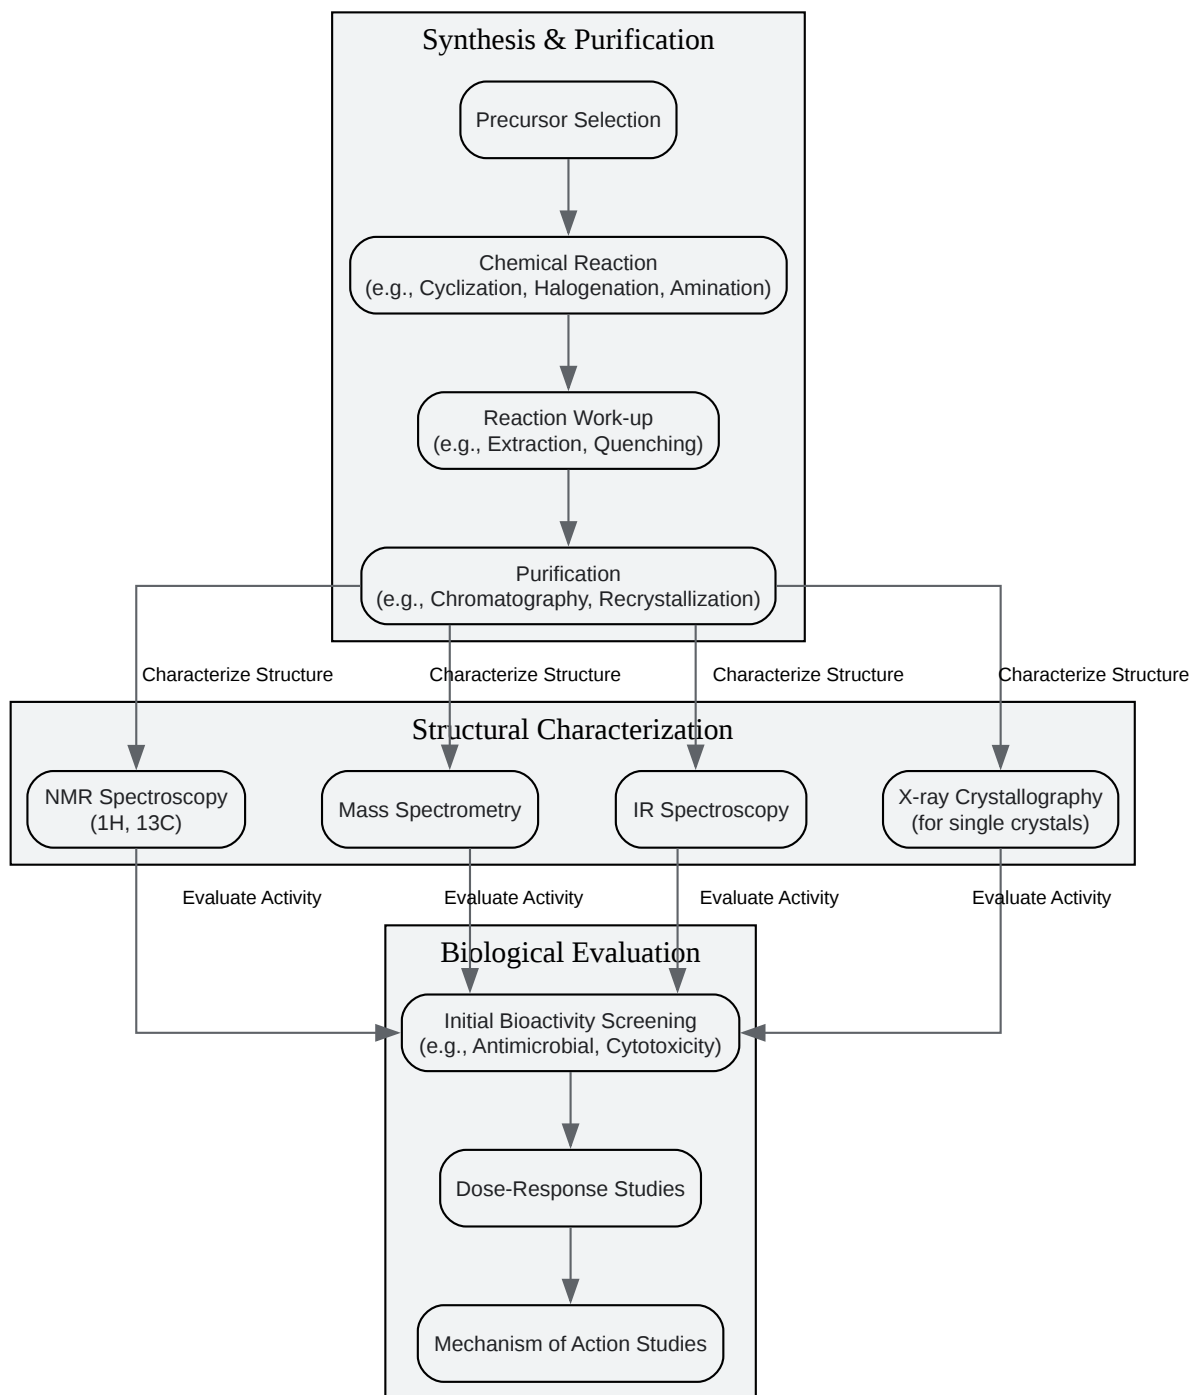 Synthesis & Purification
Precursor Selection
Chemical Reaction
(e.g., Cyclization, Halogenation, Amination)
Reaction Work-up
(e.g., Extraction, Quenching)
Purification
(e.g., Chromatography, Recrystallization)
Characterize Structure
Characterize Structure
Characterize Structure
Characterize Structure
Structural Characterization
NMR Spectroscopy
(1H, 13C)
Mass Spectrometry
IR Spectroscopy
X-ray Crystallography
(for single crystals)
Evaluate Activity
Evaluate Activity
Evaluate Activity
Evaluate Activity
Biological Evaluation
Initial Bioactivity Screening
(e.g., Antimicrobial, Cytotoxicity)
Dose-Response Studies
Mechanism of Action Studies